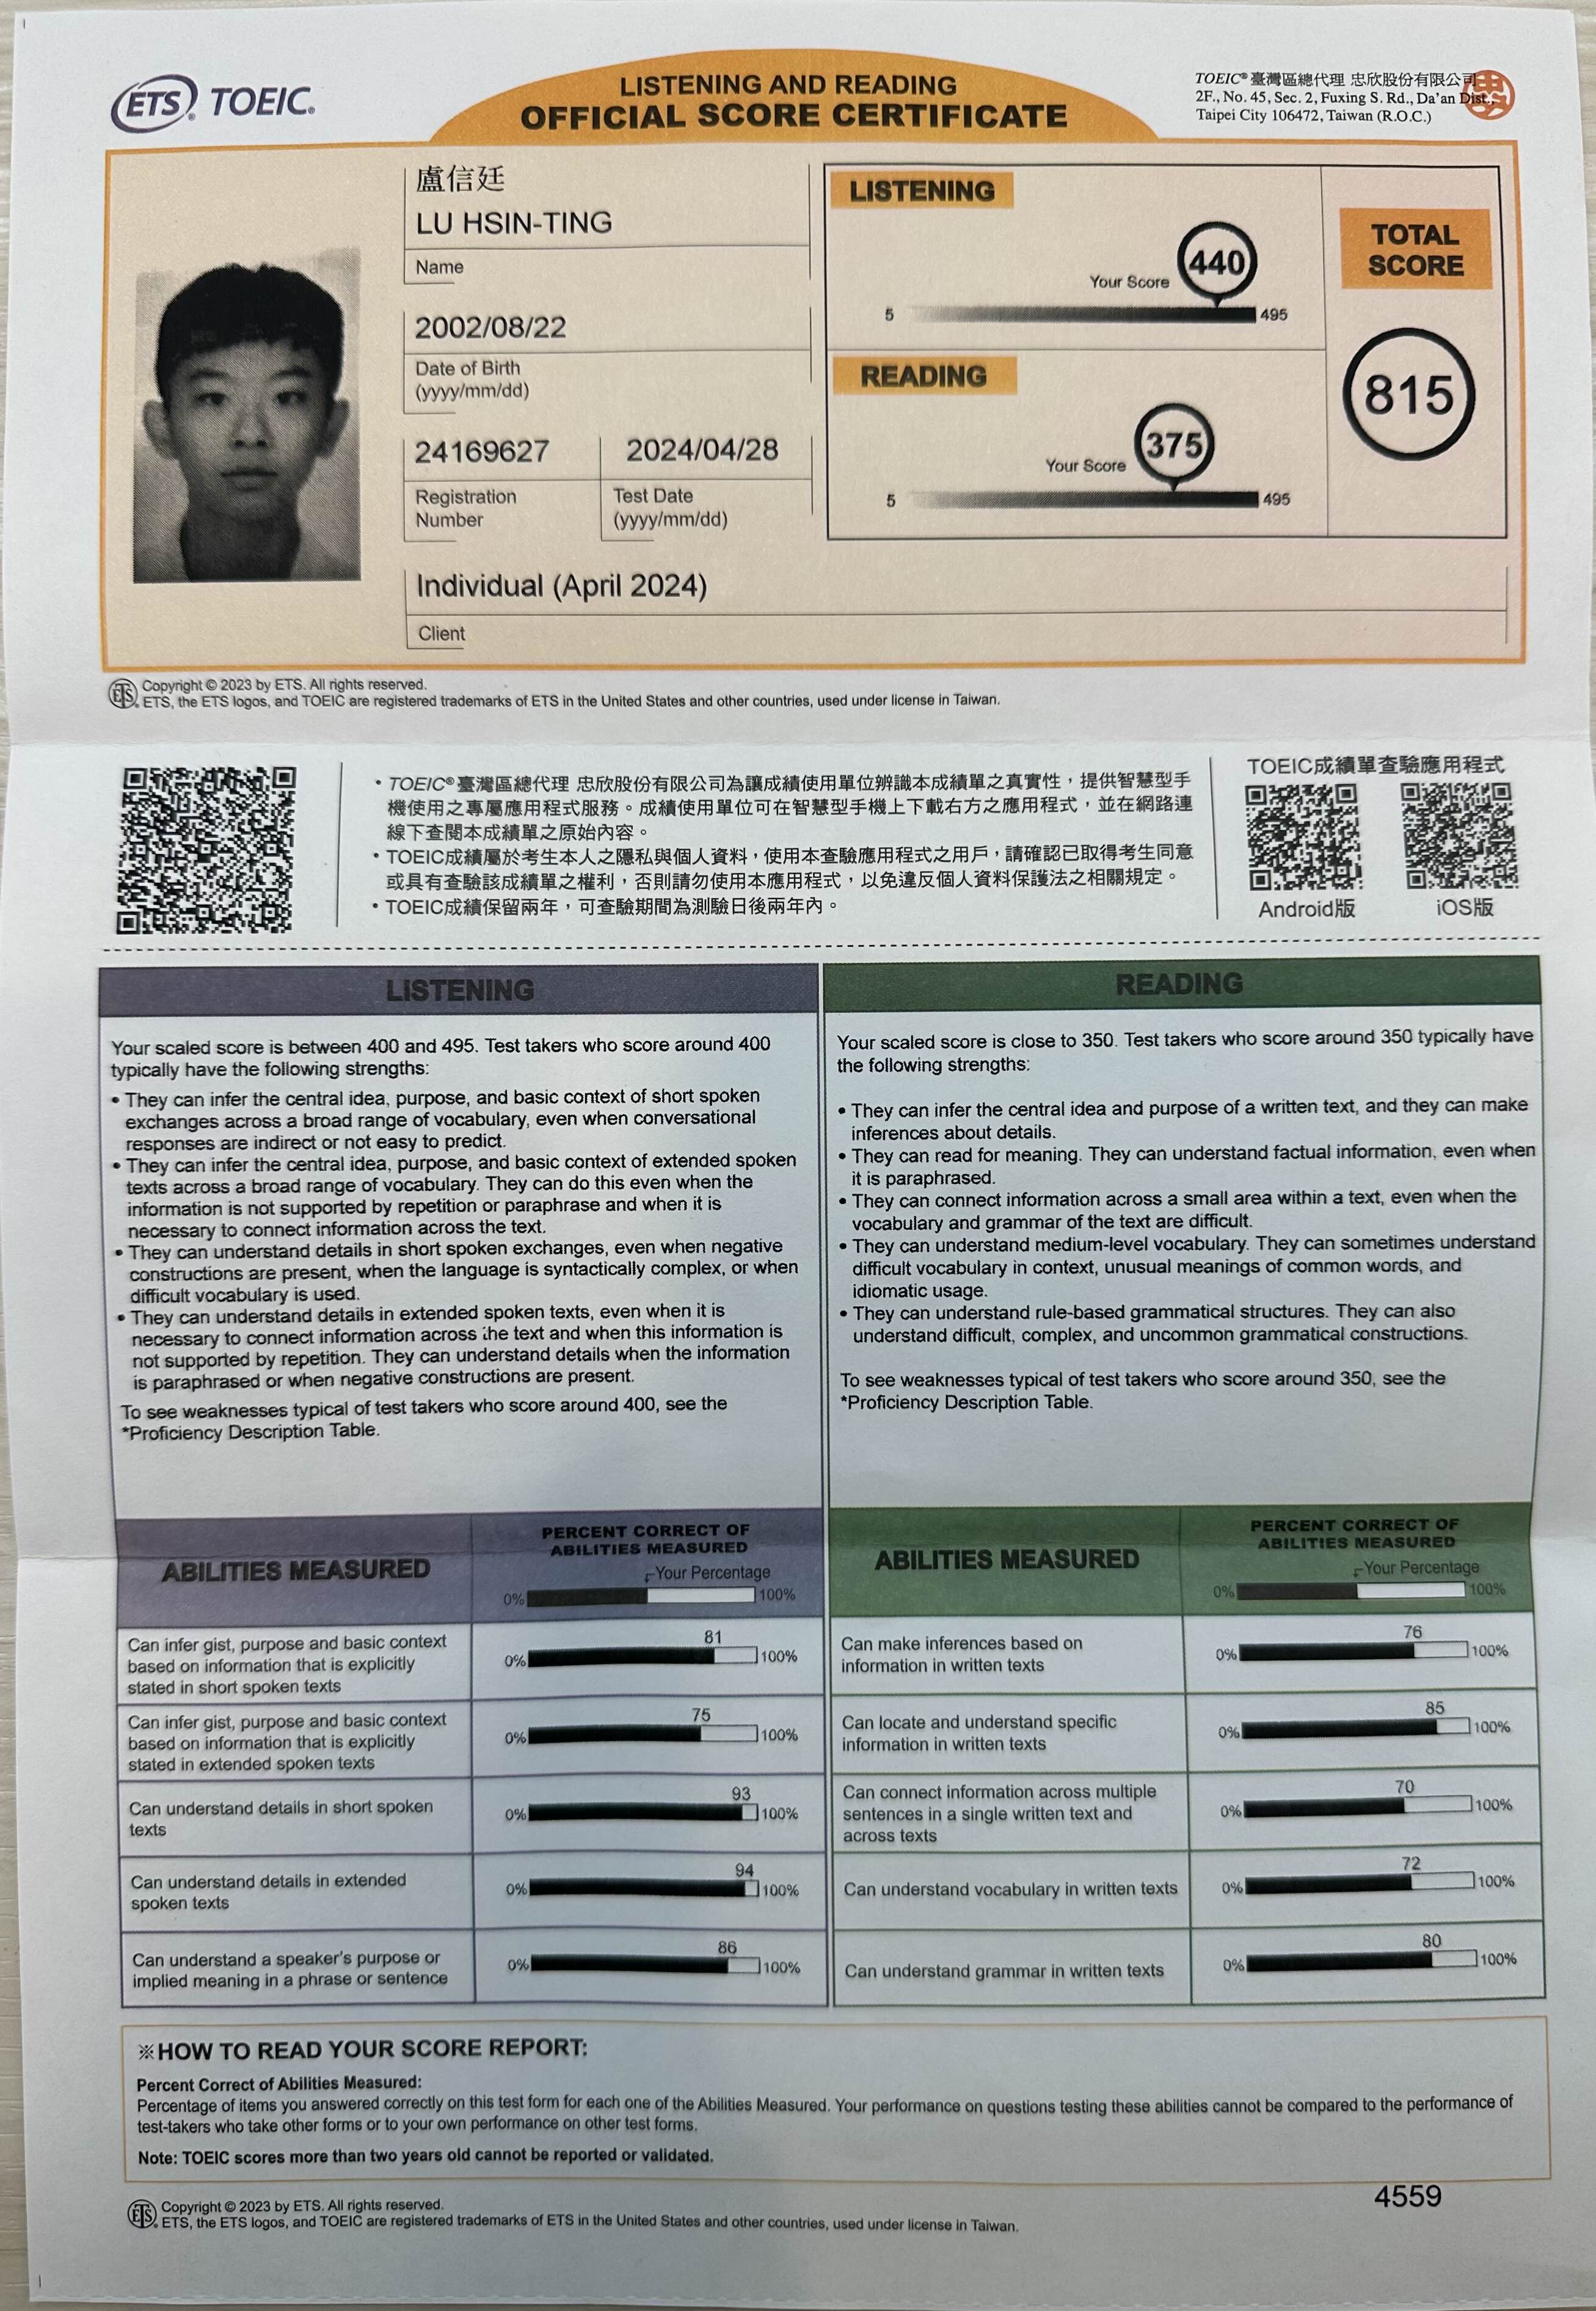 ETS TOEIC®
LISTENING AND READING
OFFICIAL SCORE CERTIFICATE
TOEIC® 臺灣區總代理 忠欣股份有限公司
2F., No. 45, Sec. 2, Fuxing S. Rd., Da'an Dist.,
Taipei City 106472, Taiwan (R.O.C.)
盧信廷
LU HSIN-TING
Name
2002/08/22
Date of Birth
(yyyy/mm/dd)
24169627
Registration
Number
2024/04/28
Test Date
(yyyy/mm/dd)
Individual (April 2024)
Client
LISTENING
Your Score 440
5 495
READING
Your Score 375
5 495
TOTAL
SCORE
815
Copyright © 2023 by ETS. All rights reserved.
ETS, the ETS logos, and TOEIC are registered trademarks of ETS in the United States and other countries, used under license in Taiwan.
• TOEIC®臺灣區總代理 忠欣股份有限公司為讓成績使用單位辨識本成績單之真實性，提供智慧型手
機使用之專屬應用程式服務。成績使用單位可在智慧型手機上下載右方之應用程式，並在網路連
線下查閱本成績單之原始內容。
• TOEIC成績屬於考生本人之隱私與個人資料，使用本查驗應用程式之用戶，請確認已取得考生同意
或具有查驗該成績單之權利，否則請勿使用本應用程式，以免違反個人資料保護法之相關規定。
• TOEIC成績保留兩年，可查驗期間為測驗日後兩年內。
TOEIC成績單查驗應用程式
Android版
iOS版
LISTENING
Your scaled score is between 400 and 495. Test takers who score around 400
typically have the following strengths:
• They can infer the central idea, purpose, and basic context of short spoken
exchanges across a broad range of vocabulary, even when conversational
responses are indirect or not easy to predict.
• They can infer the central idea, purpose, and basic context of extended spoken
texts across a broad range of vocabulary. They can do this even when the
information is not supported by repetition or paraphrase and when it is
necessary to connect information across the text.
• They can understand details in short spoken exchanges, even when negative
constructions are present, when the language is syntactically complex, or when
difficult vocabulary is used.
• They can understand details in extended spoken texts, even when it is
necessary to connect information across the text and when this information is
not supported by repetition. They can understand details when the information
is paraphrased or when negative constructions are present.
To see weaknesses typical of test takers who score around 400, see the
*Proficiency Description Table.
READING
Your scaled score is close to 350. Test takers who score around 350 typically have
the following strengths:
• They can infer the central idea and purpose of a written text, and they can make
inferences about details.
• They can read for meaning. They can understand factual information, even when
it is paraphrased.
• They can connect information across a small area within a text, even when the
vocabulary and grammar of the text are difficult.
• They can understand medium-level vocabulary. They can sometimes understand
difficult vocabulary in context, unusual meanings of common words, and
idiomatic usage.
• They can understand rule-based grammatical structures. They can also
understand difficult, complex, and uncommon grammatical constructions.
To see weaknesses typical of test takers who score around 350, see the
*Proficiency Description Table.
ABILITIES MEASURED
PERCENT CORRECT OF
ABILITIES MEASURED
Your Percentage
0% 100%
Can infer gist, purpose and basic context
based on information that is explicitly
stated in short spoken texts
81
0% 100%
Can infer gist, purpose and basic context
based on information that is explicitly
stated in extended spoken texts
75
0% 100%
Can understand details in short spoken
texts
93
0% 100%
Can understand details in extended
spoken texts
94
0% 100%
Can understand a speaker's purpose or
implied meaning in a phrase or sentence
86
0% 100%
ABILITIES MEASURED
PERCENT CORRECT OF
ABILITIES MEASURED
Your Percentage
0% 100%
Can make inferences based on
information in written texts
76
0% 100%
Can locate and understand specific
information in written texts
85
0% 100%
Can connect information across multiple
sentences in a single written text and
across texts
70
0% 100%
Can understand vocabulary in written texts
72
0% 100%
Can understand grammar in written texts
80
0% 100%
※HOW TO READ YOUR SCORE REPORT:
Percent Correct of Abilities Measured:
Percentage of items you answered correctly on this test form for each one of the Abilities Measured. Your performance on questions testing these abilities cannot be compared to the performance of
test-takers who take other forms or to your own performance on other test forms.
Note: TOEIC scores more than two years old cannot be reported or validated.
4559
Copyright © 2023 by ETS. All rights reserved.
ETS, the ETS logos, and TOEIC are registered trademarks of ETS in the United States and other countries, used under license in Taiwan.